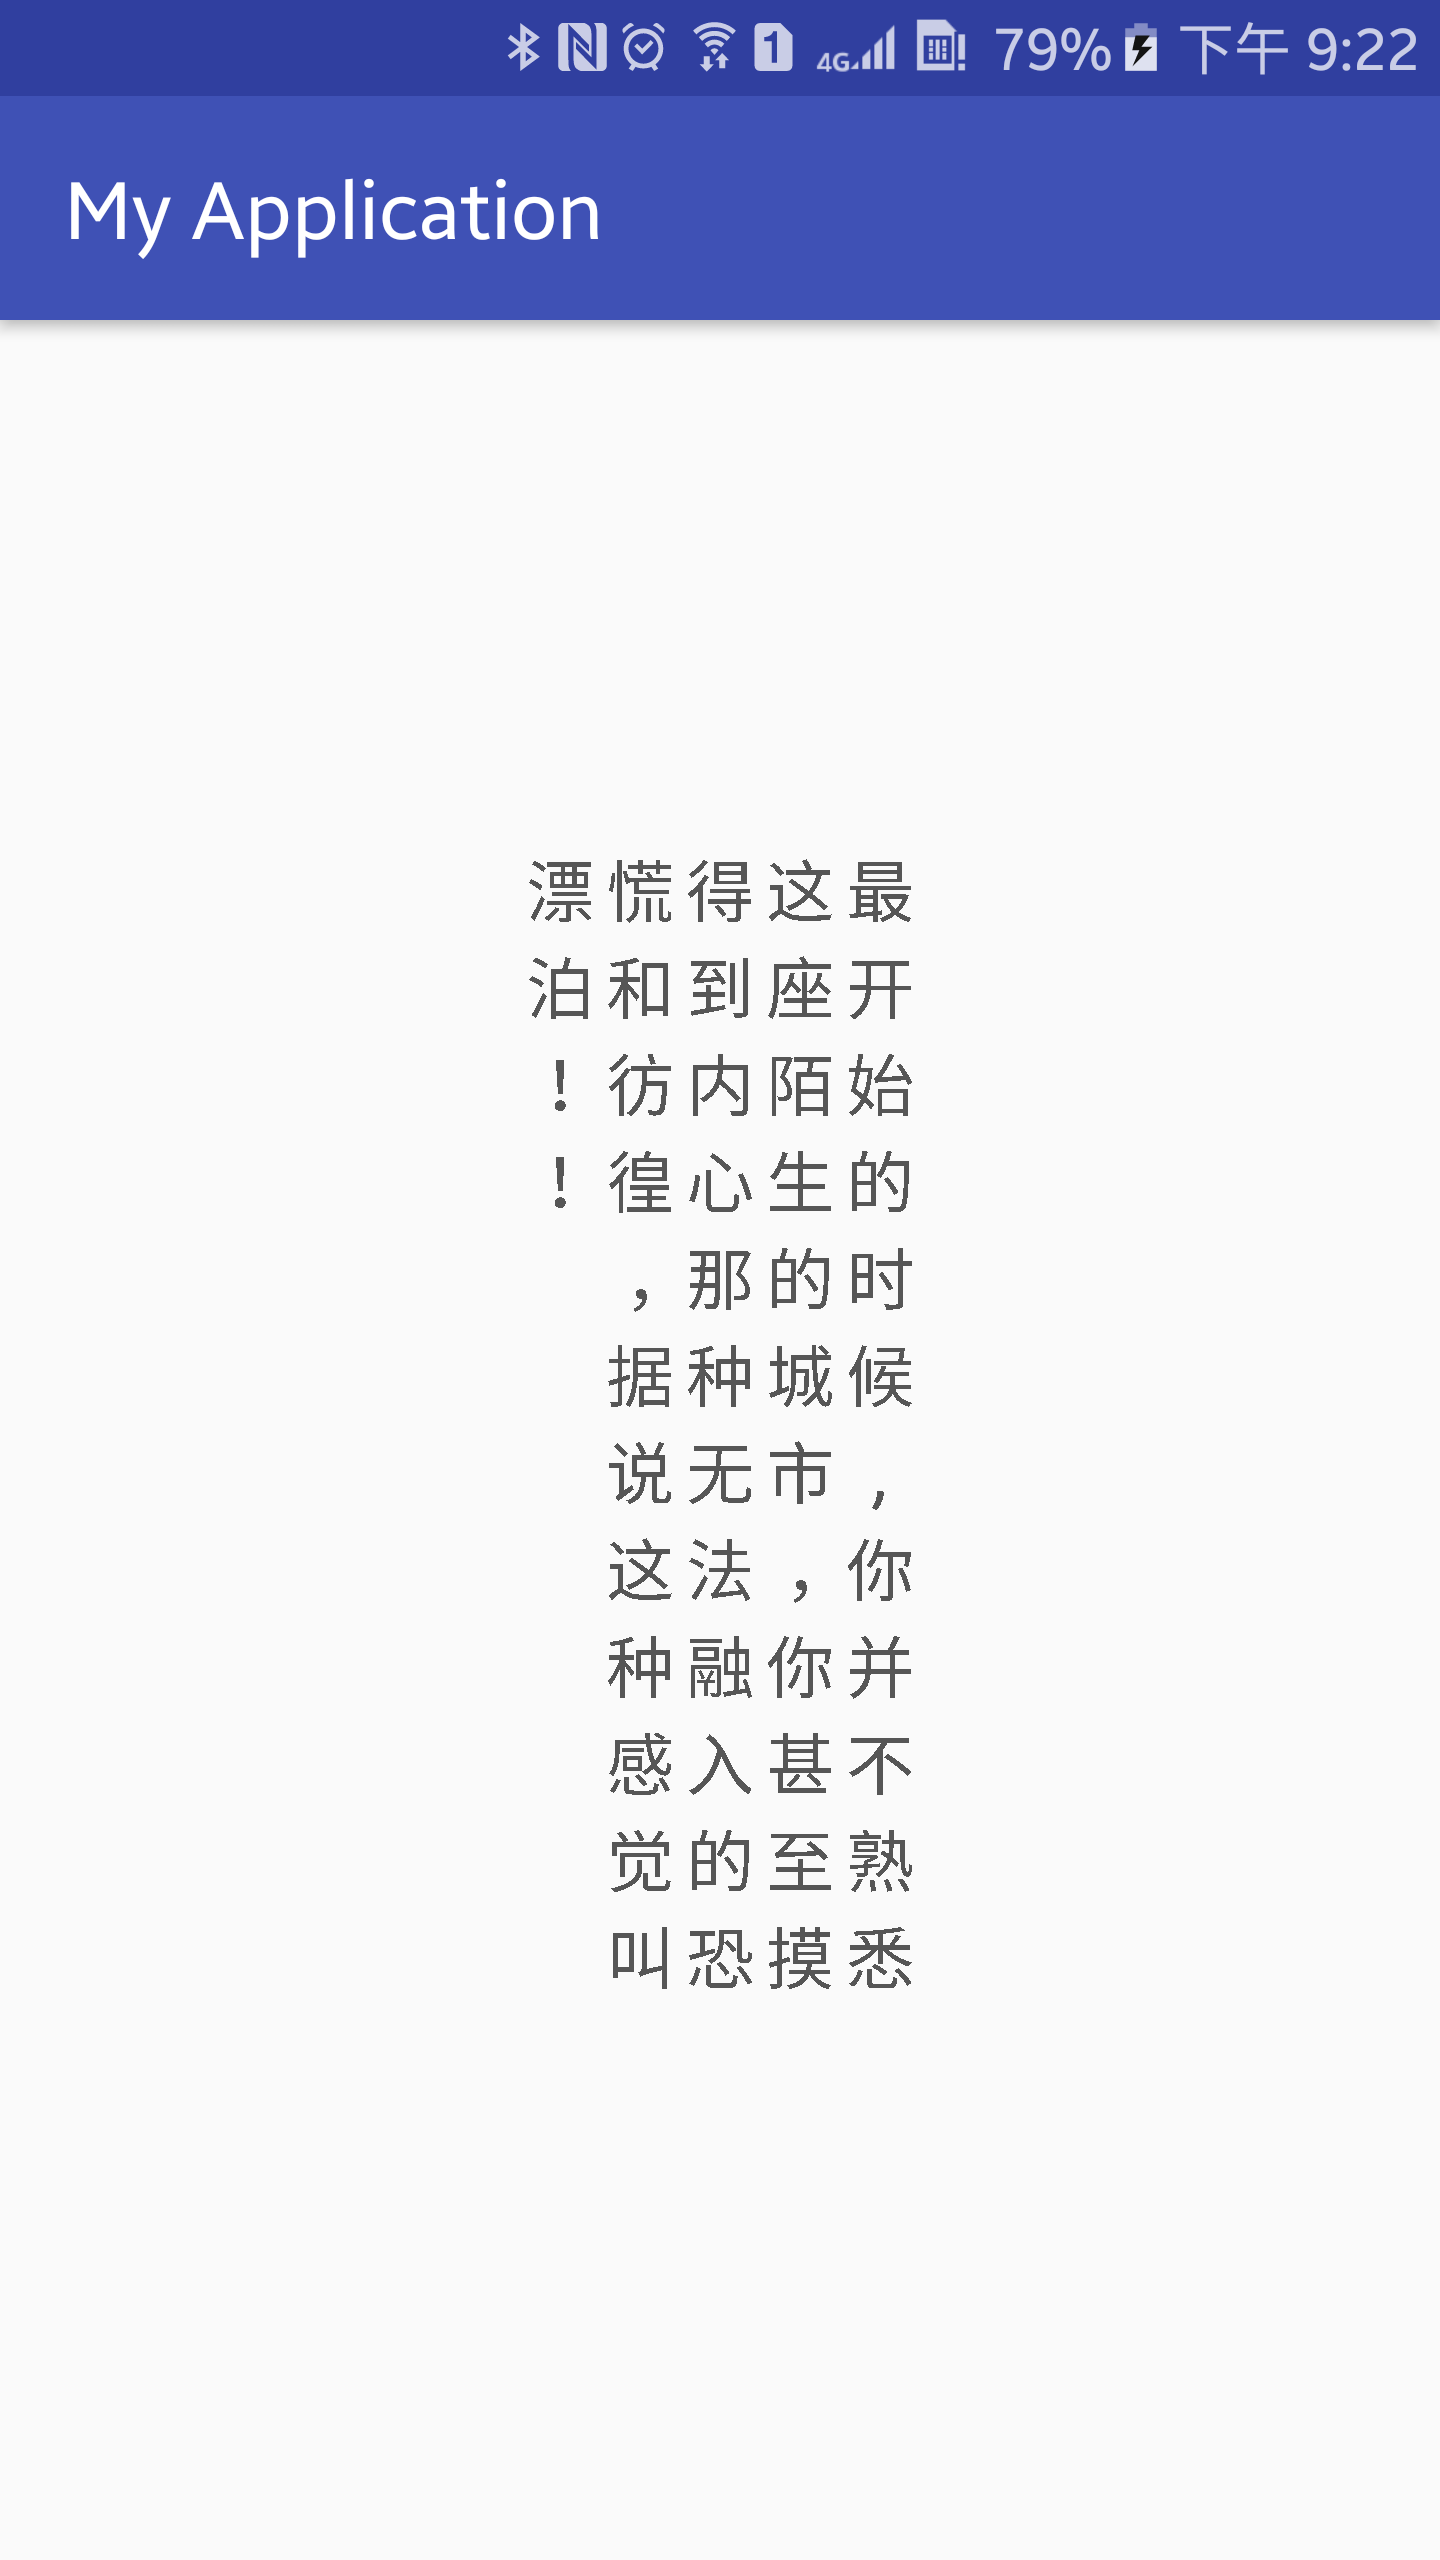 79% 下午 9:22
My Application
最开始的时候,你并不熟悉
这座陌生的城市，你甚至摸
得到内心那种无法融入的恐
慌和彷徨，据说这种感觉叫
漂泊！！